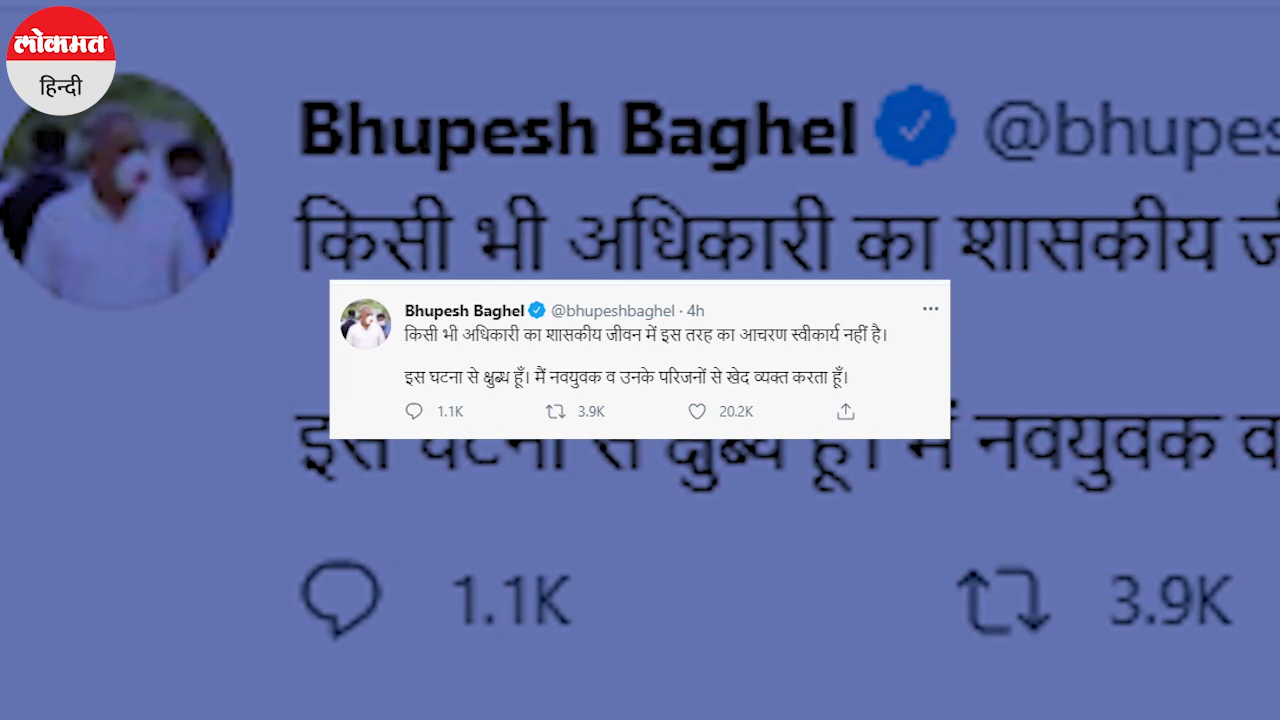 लोकमत
हिन्दी
Bhupesh Baghel @bhupes
किसी भी अधिकारी का शासकीय
Bhupesh Baghel @bhupeshbaghel · 4h
किसी भी अधिकारी का शासकीय जीवन में इस तरह का आचरण स्वीकार्य नहीं है।
इस घटना से क्षुब्ध हूँ। मैं नवयुवक व उनके परिजनों से खेद व्यक्त करता हूँ।
1.1K 3.9K 20.2K
इस घटना से क्षुब्ध हूँ। मैं नवयुवक व
1.1K 3.9K